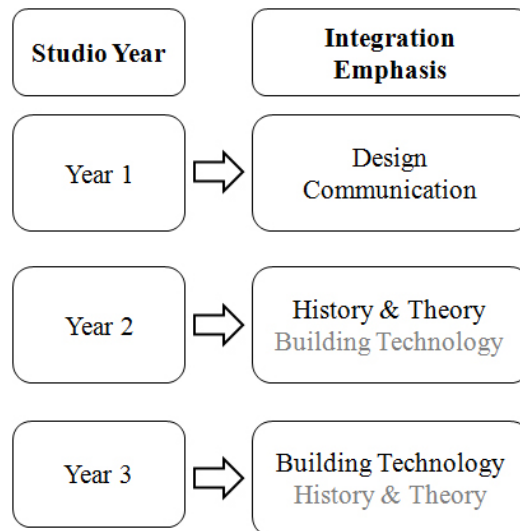 Studio Year
Integration
Emphasis
Year 1
Design
Communication
Year 2
History & Theory
Building Technology
Year 3
Building Technology
History & Theory